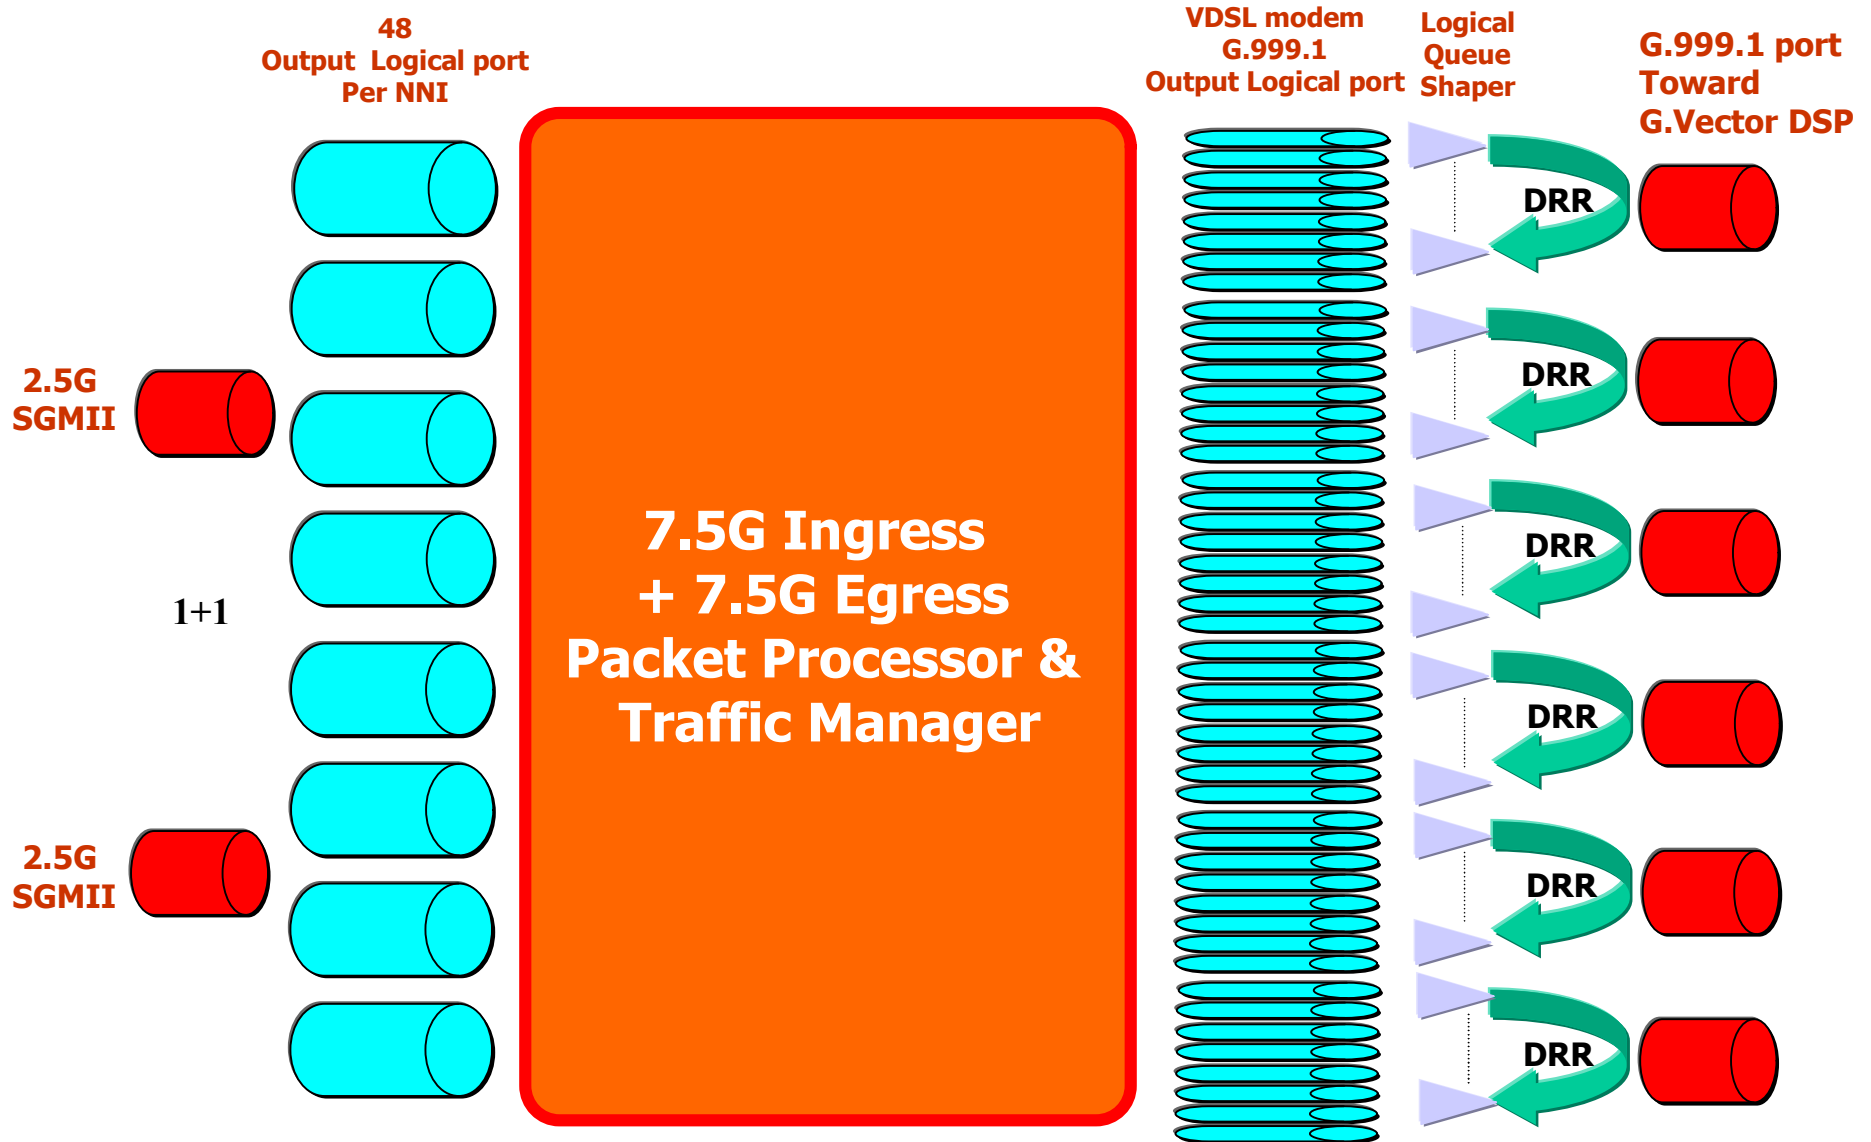 48
Output Logical port
Per NNI
VDSL modem
G.999.1
Output Logical port
Logical
Queue
Shaper
G.999.1 port
Toward
G.Vector DSP
2.5G
SGMII
1+1
2.5G
SGMII
7.5G Ingress
+ 7.5G Egress
Packet Processor &
Traffic Manager
DRR
DRR
DRR
DRR
DRR
DRR